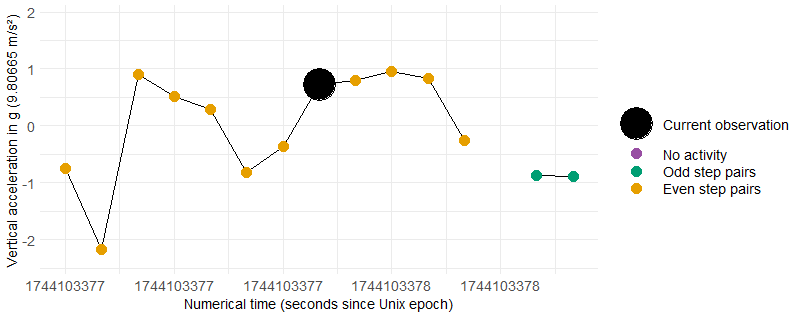 Vertical acceleration in g (9.80665 m/s²)
2
1
0
-1
-2
1744103377
1744103377
1744103377
1744103378
1744103378
Numerical time (seconds since Unix epoch)
Current observation
No activity
Odd step pairs
Even step pairs